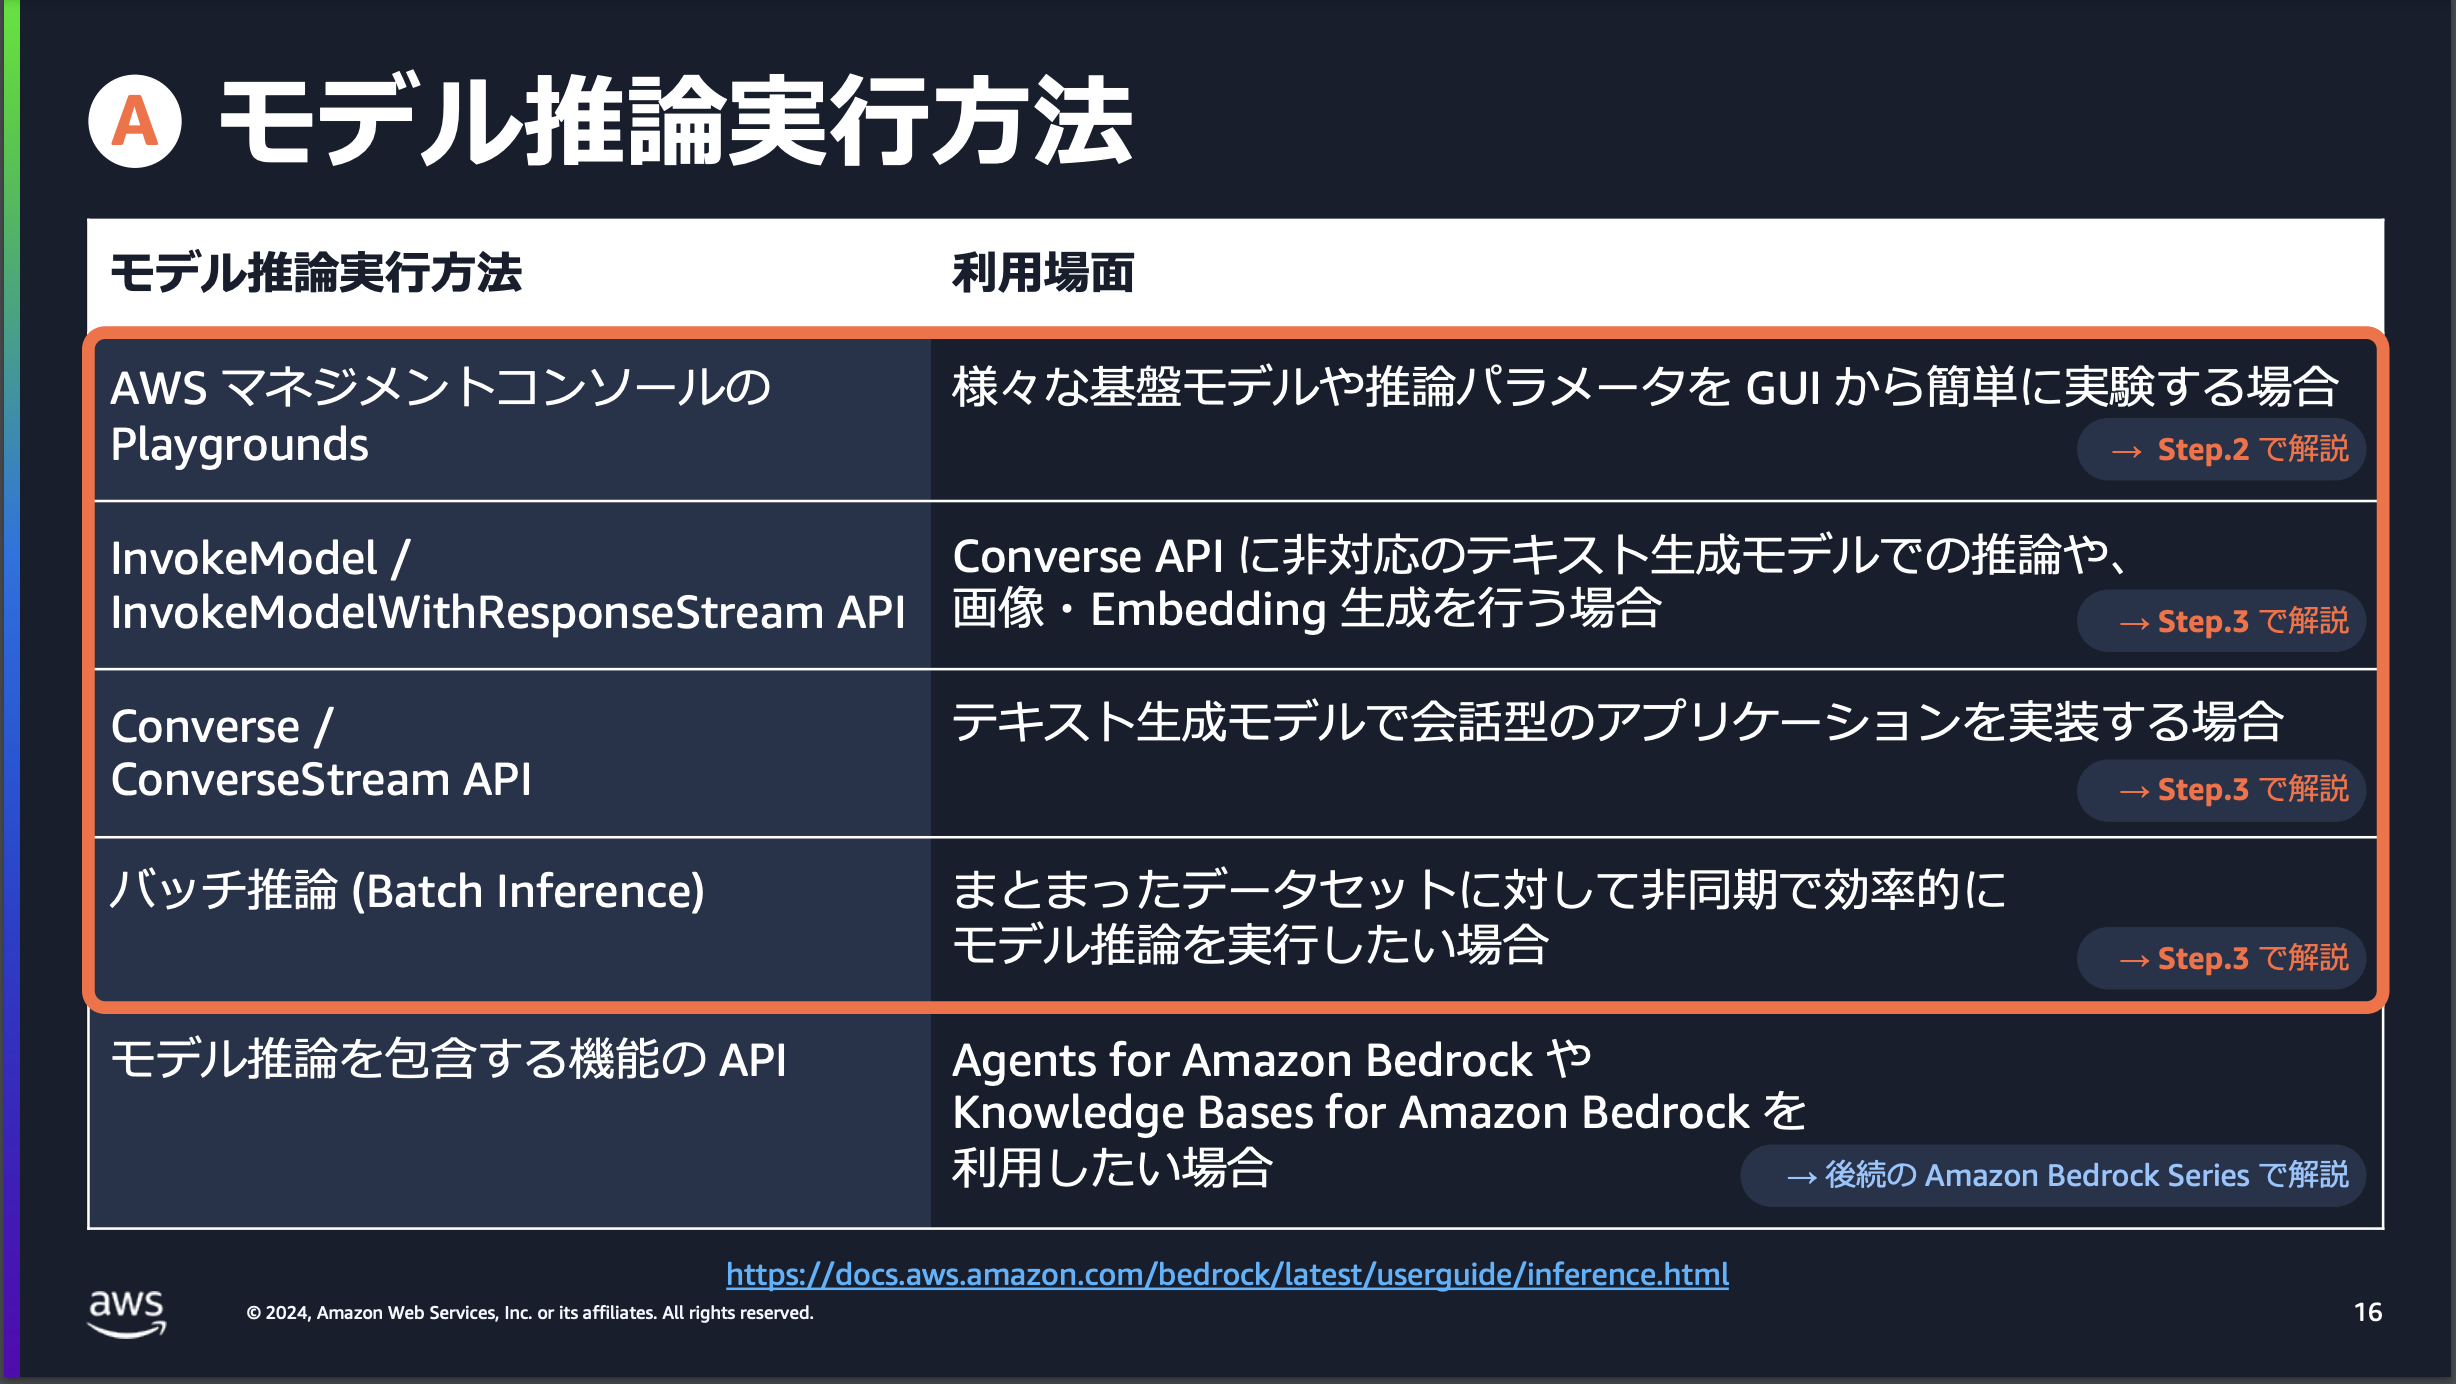 A モデル推論実行方法
モデル推論実行方法
利用場面
AWS マネジメントコンソールの
Playgrounds
様々な基盤モデルや推論パラメータを GUI から簡単に実験する場合
→ Step.2 で解説
InvokeModel /
InvokeModelWithResponseStream API
Converse API に非対応のテキスト生成モデルでの推論や、
画像・Embedding 生成を行う場合
→ Step.3 で解説
Converse /
ConverseStream API
テキスト生成モデルで会話型のアプリケーションを実装する場合
→ Step.3 で解説
バッチ推論 (Batch Inference)
まとまったデータセットに対して非同期で効率的に
モデル推論を実行したい場合
→ Step.3 で解説
モデル推論を包含する機能の API
Agents for Amazon Bedrock や
Knowledge Bases for Amazon Bedrock を
利用したい場合
→ 後続の Amazon Bedrock Series で解説
https://docs.aws.amazon.com/bedrock/latest/userguide/inference.html
aws
© 2024, Amazon Web Services, Inc. or its affiliates. All rights reserved.
16